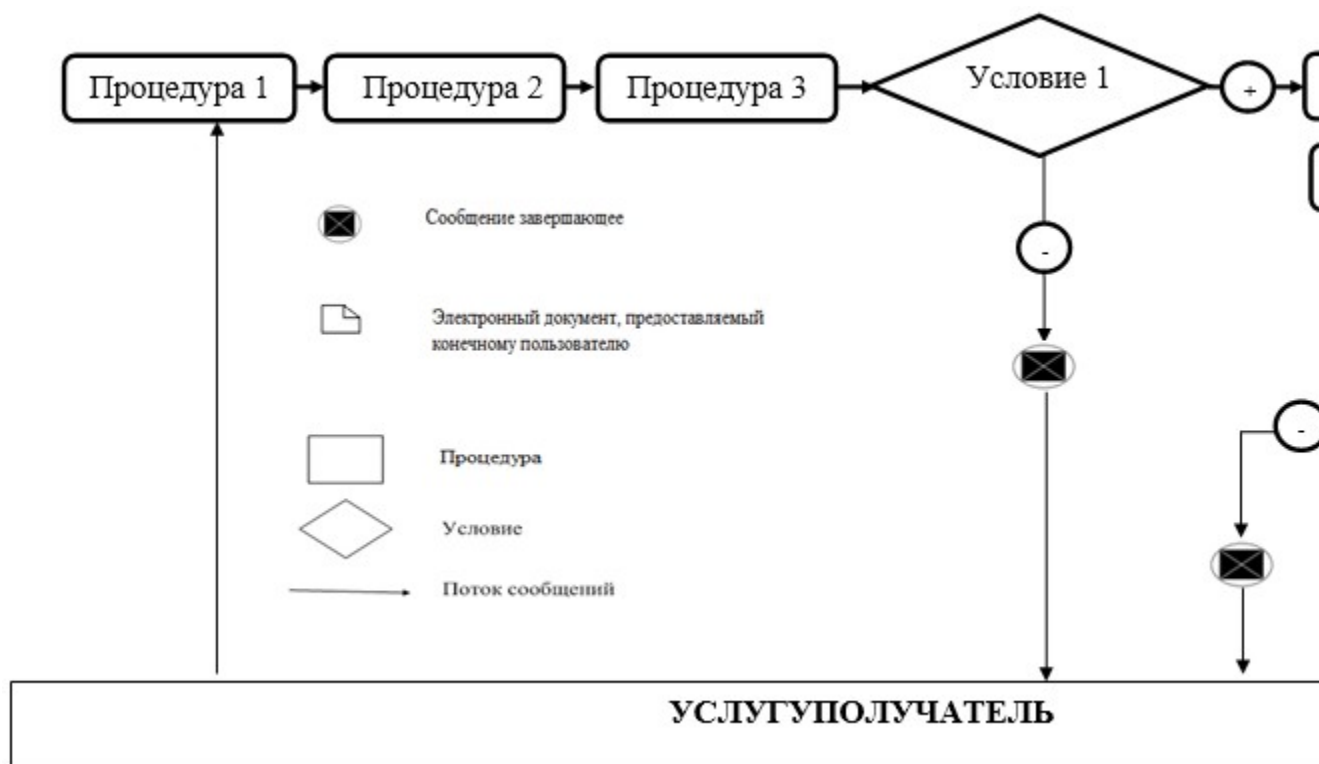 Процедура 1
Процедура 2
Процедура 3
Условие 1
+
Сообщение завершающее
-
Электронный документ, предоставляемый
конечному пользователю
-
Процедура
Условие
Поток сообщений
УСЛУГУПОЛУЧАТЕЛЬ